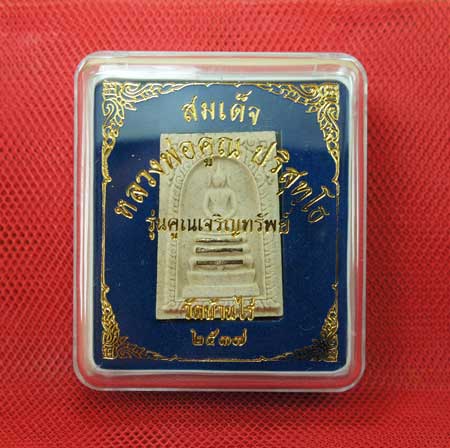 สมเด็จ
หลวงพ่อคูณ ปริสุทฺโธ
รุ่นคูณเจริญทรัพย์
วัดบ้านไร่
๒๕๓๗